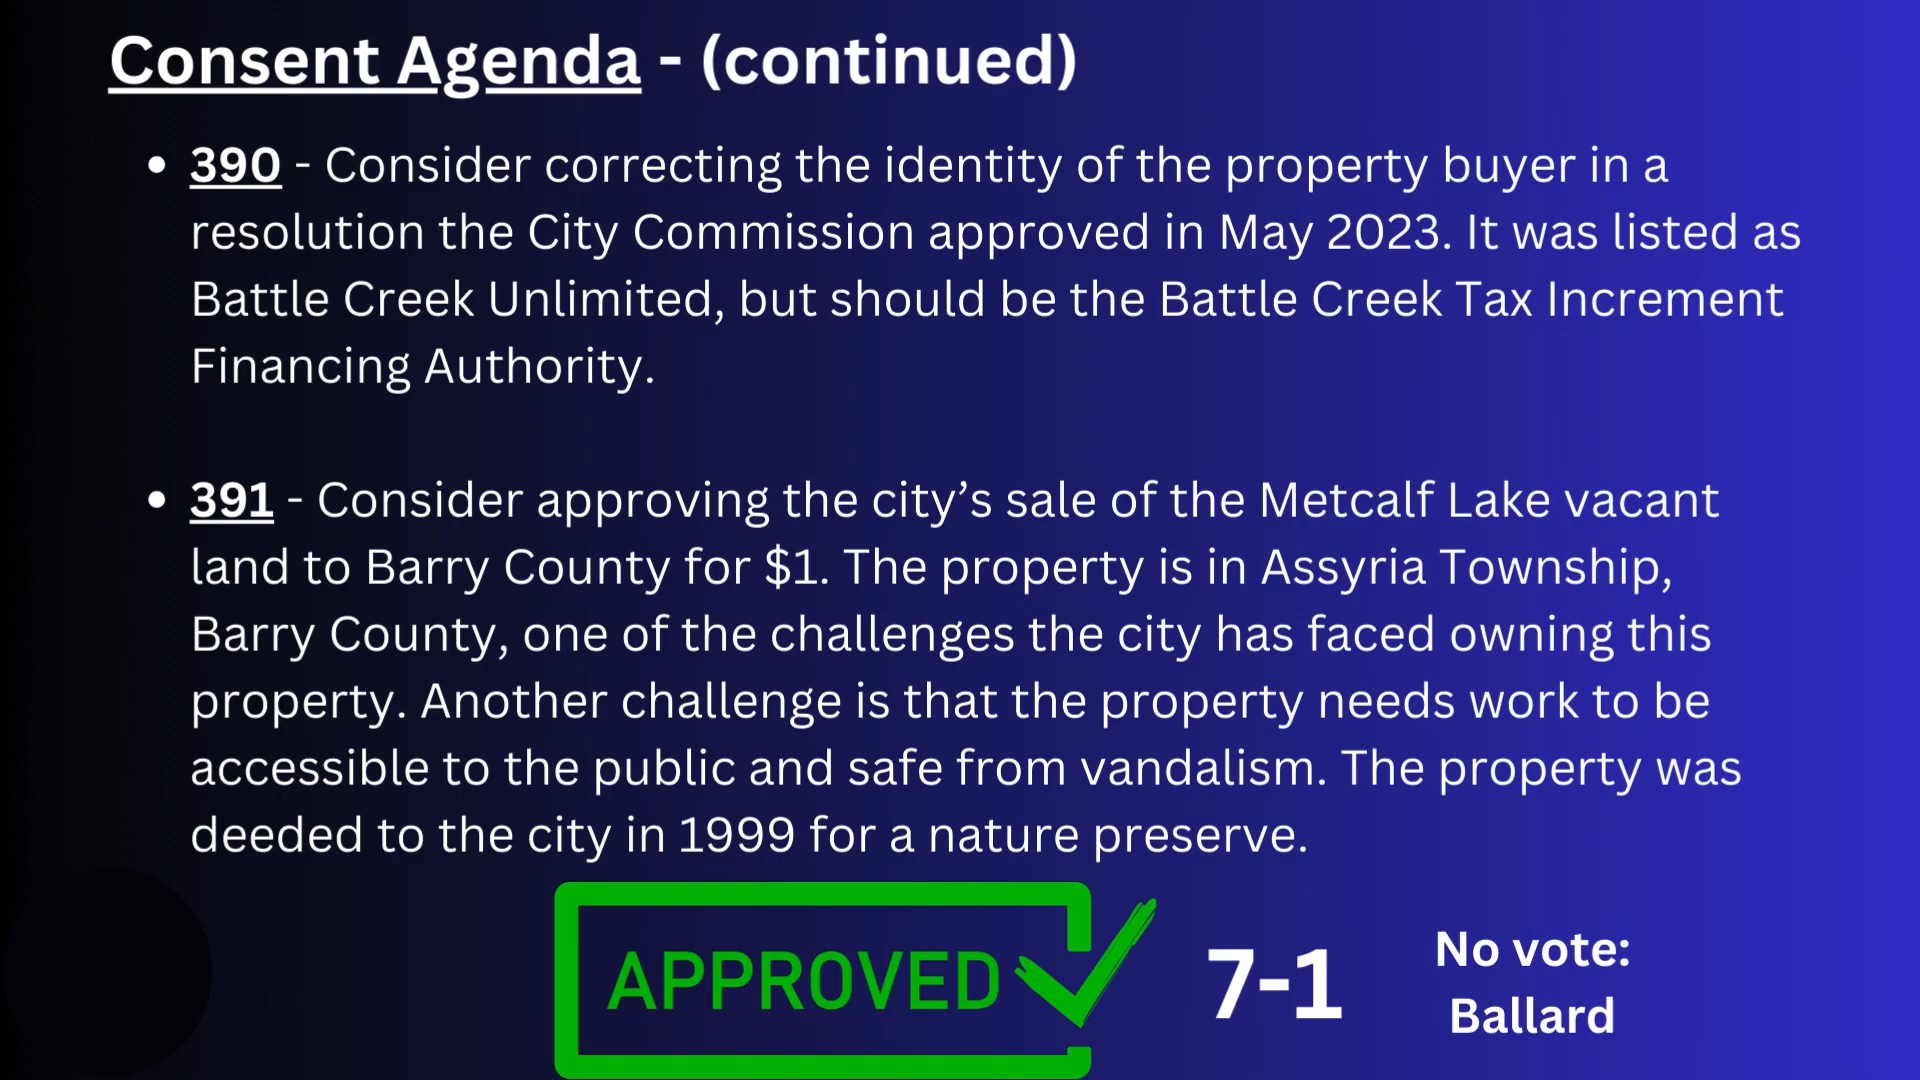 Consent Agenda - (continued)
• 390 - Consider correcting the identity of the property buyer in a
resolution the City Commission approved in May 2023. It was listed as
Battle Creek Unlimited, but should be the Battle Creek Tax Increment
Financing Authority.
• 391 - Consider approving the city’s sale of the Metcalf Lake vacant
land to Barry County for $1. The property is in Assyria Township,
Barry County, one of the challenges the city has faced owning this
property. Another challenge is that the property needs work to be
accessible to the public and safe from vandalism. The property was
deeded to the city in 1999 for a nature preserve.
APPROVED
7-1
No vote:
Ballard